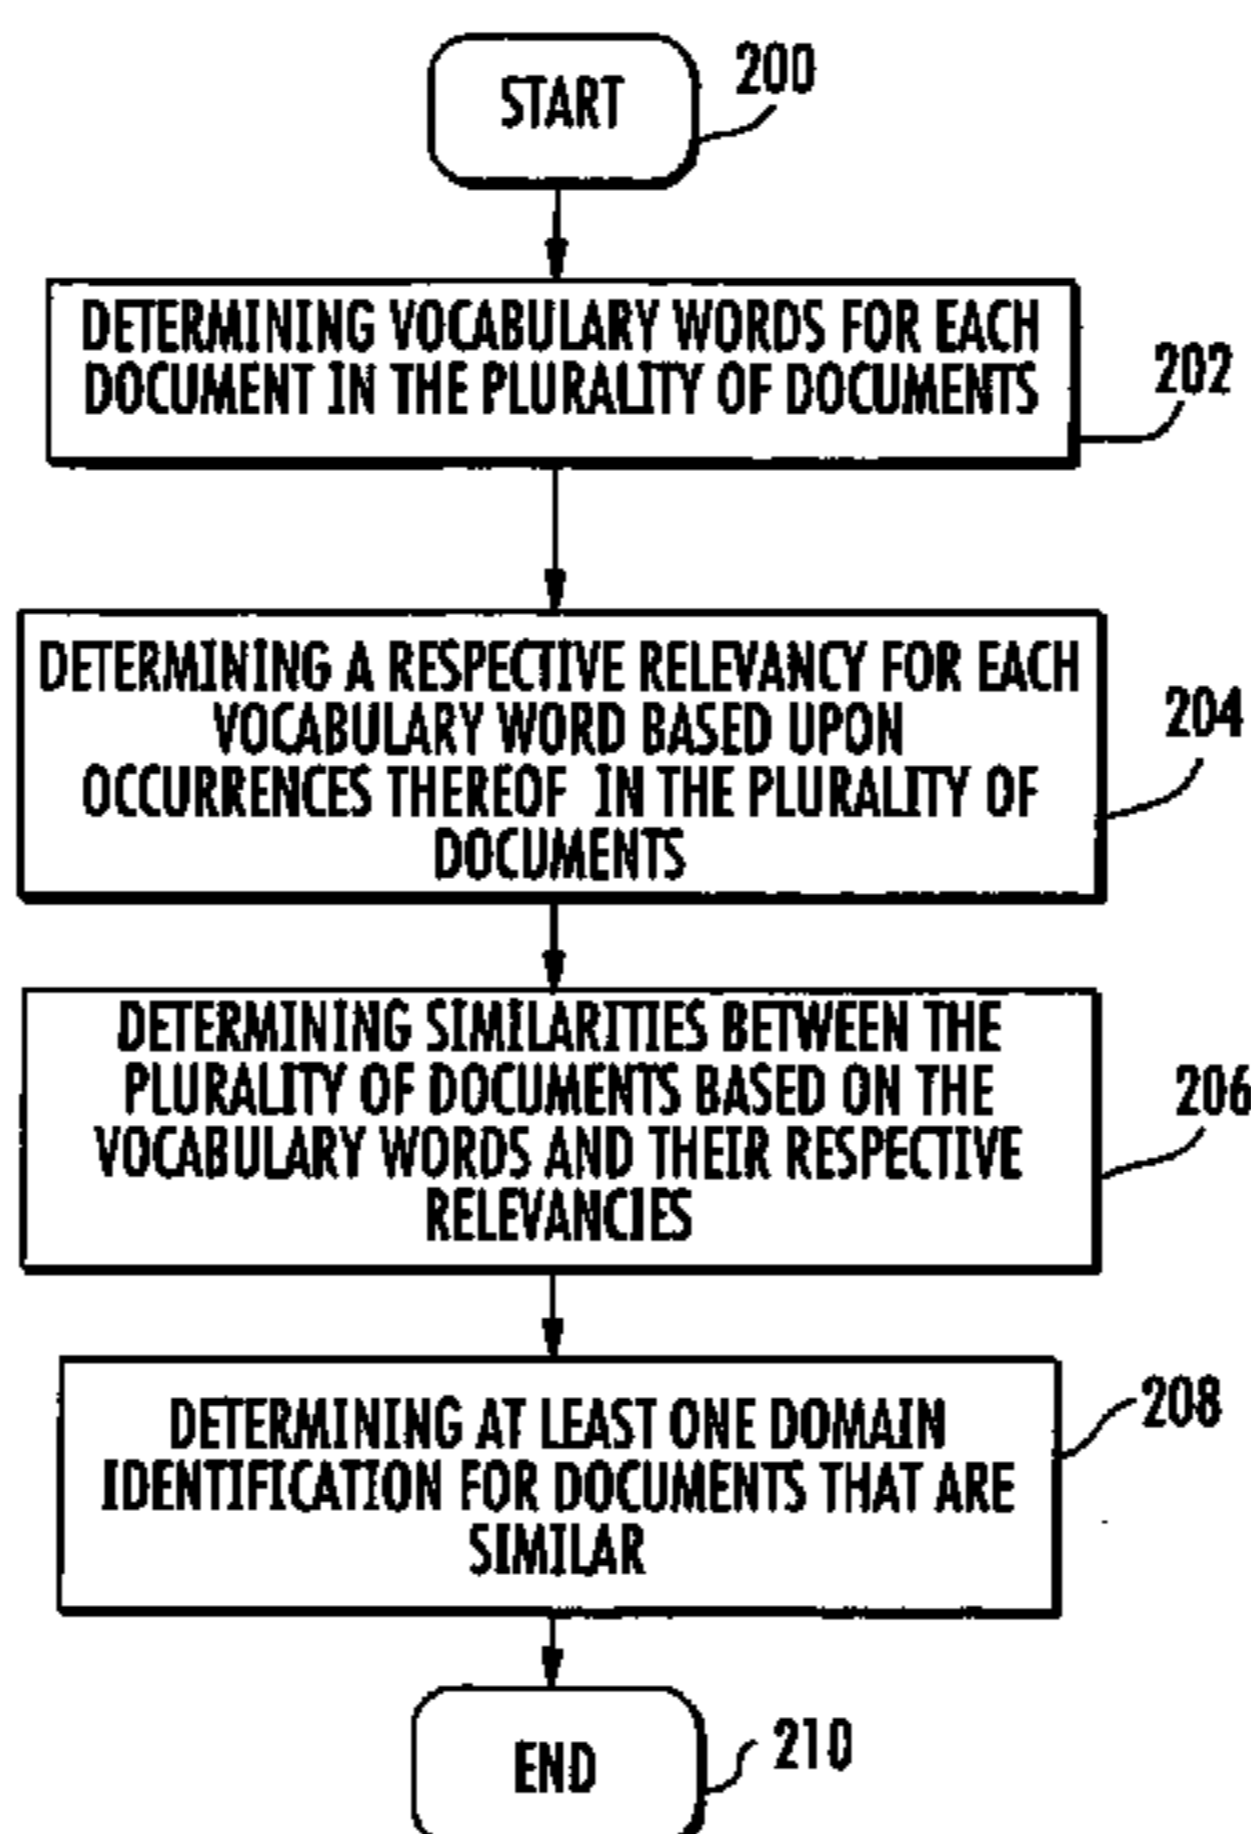 START
200
DETERMINING VOCABULARY WORDS FOR EACH
DOCUMENT IN THE PLURALITY OF DOCUMENTS
202
DETERMINING A RESPECTIVE RELEVANCY FOR EACH
VOCABULARY WORD BASED UPON
OCCURRENCES THEREOF IN THE PLURALITY OF
DOCUMENTS
204
DETERMINING SIMILARITIES BETWEEN THE
PLURALITY OF DOCUMENTS BASED ON THE
VOCABULARY WORDS AND THEIR RESPECTIVE
RELEVANCIES
206
DETERMINING AT LEAST ONE DOMAIN
IDENTIFICATION FOR DOCUMENTS THAT ARE
SIMILAR
208
END
210